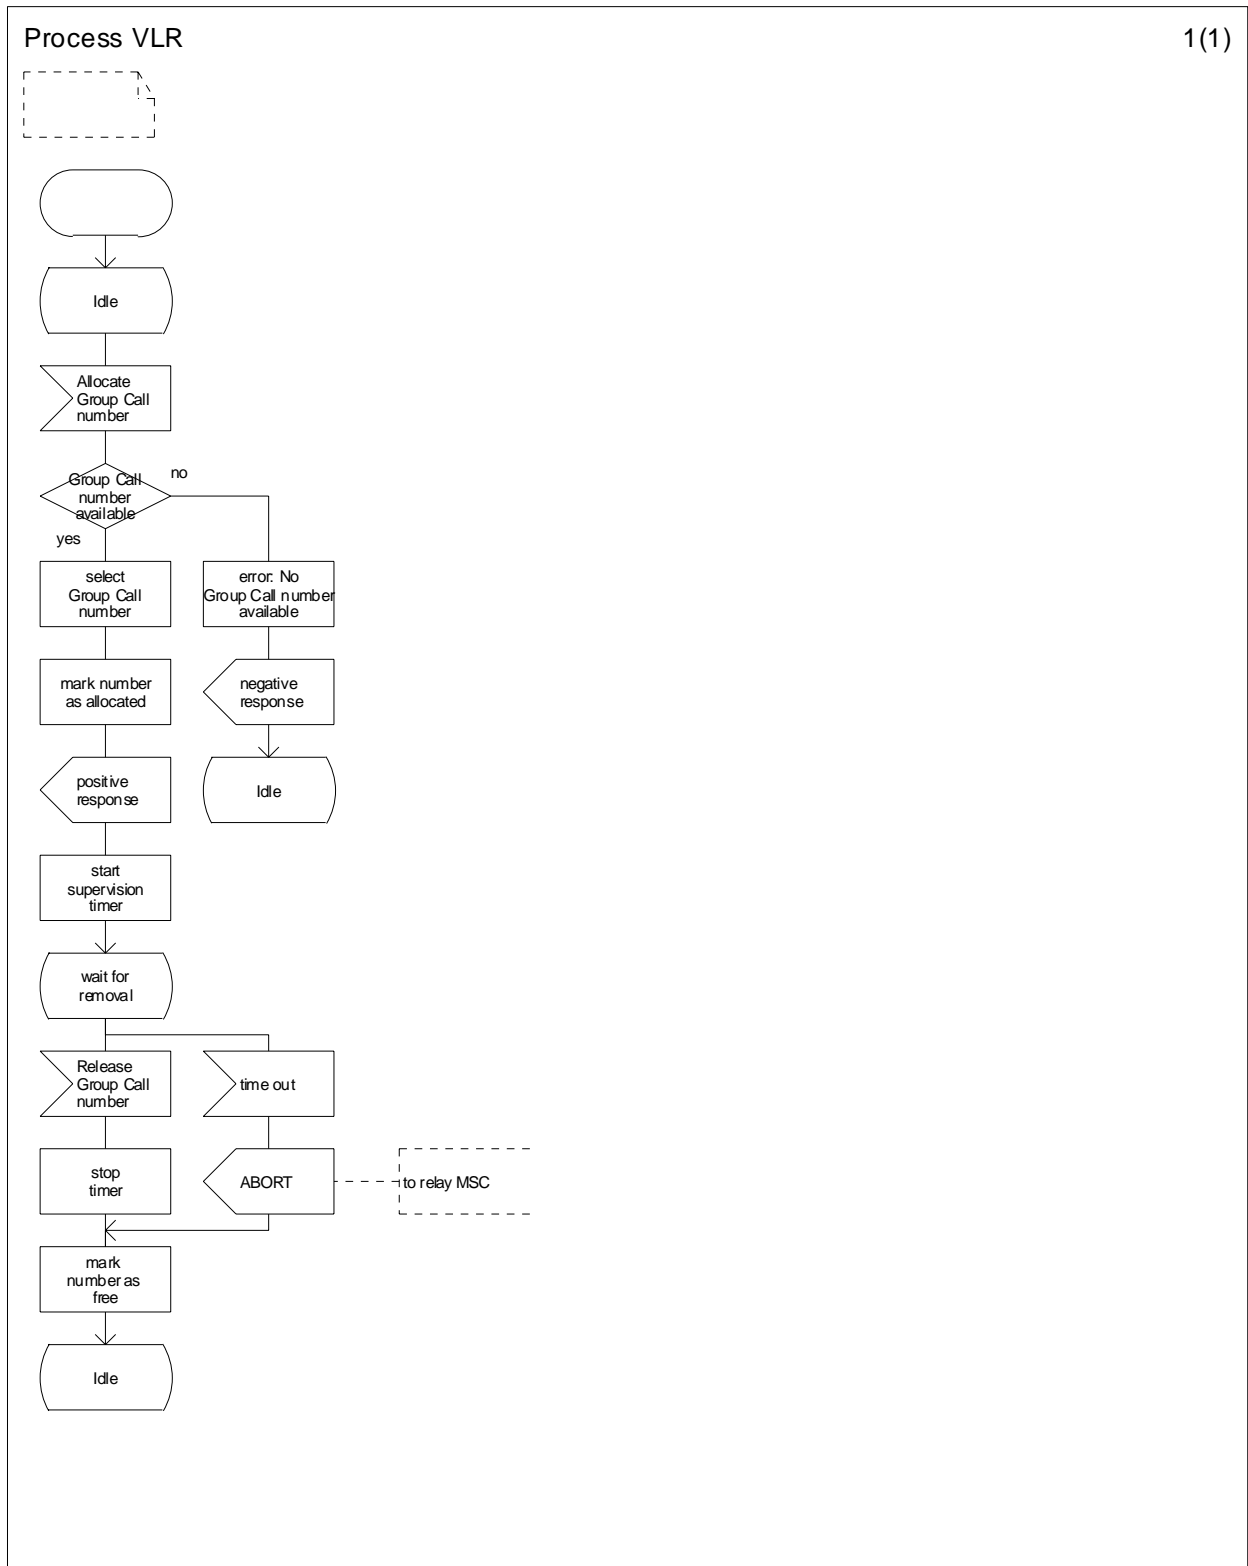 Process VLR
1(1)
Idle
Allocate
Group Call
number
Group Call
number
available
no
yes
select
Group Call
number
error: No
Group Call number
available
mark number
as allocated
negative
response
positive
response
Idle
start
supervision
timer
wait for
removal
Release
Group Call
number
time out
stop
timer
ABORT
to relay MSC
mark
number as
free
Idle